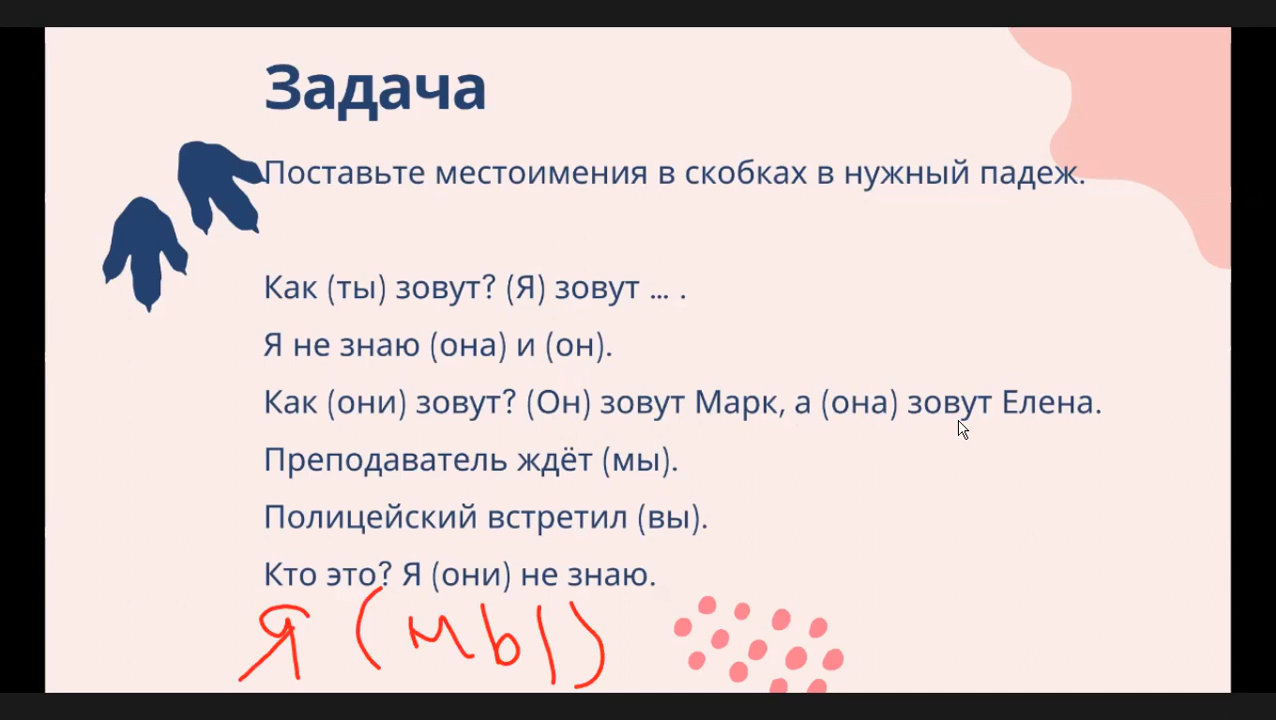 Задача
Поставьте местоимения в скобках в нужный падеж.
Как (ты) зовут? (Я) зовут ... .
Я не знаю (она) и (он).
Как (они) зовут? (Он) зовут Марк, а (она) зовут Елена.
Преподаватель ждёт (мы).
Полицейский встретил (вы).
Кто это? Я (они) не знаю.
Я (мы)